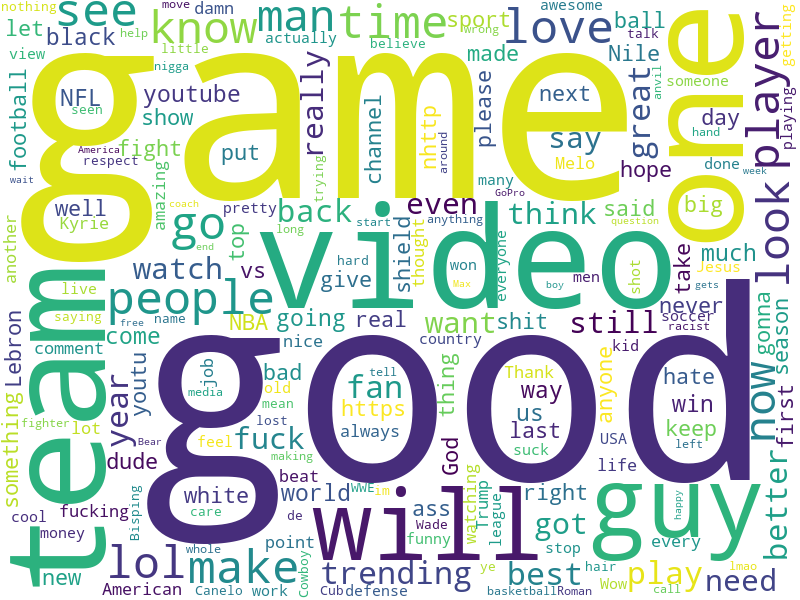 nothing
move
damn
let
see
know
man
time
love
sport
awesome
ball
talk
help
black
actually
little
believe
made
wrong
view
nigga
Nile
someone
getting
game
one
player
football
NFL
seen
youtube
show
really
channel
nhttp
please
next
great
anvil
day
hand
playing
America
respect
fight
put
trying
around
say
Melo
hope
done
week
wait
amazing
many
GoPro
look
well
Kyrie
pretty
back
even
think
said
big
coach
go
top
long
start
anything
question
another
end
hard
thought
everyone
shot
take
much
watch
vs
give
shield
won
men
Jesus
never
gets
live
people
video
Max
boy
saying
free
name
NBA
going
real
want
shit
still
soccer
racist
team
come
nice
country
kid
gonna
season
comment
youtu
job
bad
fan
tell
thing
Thank
way
anyone
hate
now
Lebron
year
media
old
https
us
win
first
something
lot
mean
good
always
God
last
suck
USA
keep
left
fighter
dude
Bear
feel
lost
fuck
making
beat
life
better
fucking
white
world
WWE
im
ass
watching
Trump
right
guy
happy
cool
Bisping
care
de
will
Wade
league
got
money
whole
point
funny
stop
every
new
lol
make
trending
ye
best
hair
play
lmao
need
American
Canelo
work
Cowboy
Cub
defense
basketball
Roman
Wow
call